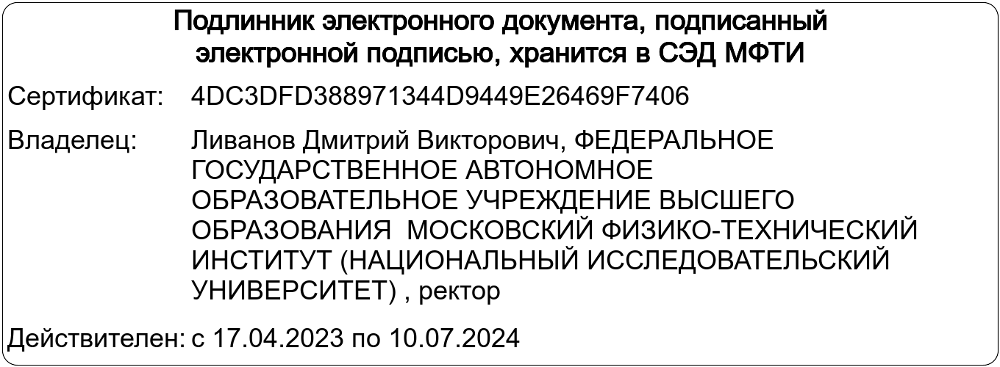 Подлинник электронного документа, подписанный
электронной подписью, хранится в СЭД МФТИ
Сертификат: 4DC3DFD388971344D9449E26469F7406
Владелец: Ливанов Дмитрий Викторович, ФЕДЕРАЛЬНОЕ
ГОСУДАРСТВЕННОЕ АВТОНОМНОЕ
ОБРАЗОВАТЕЛЬНОЕ УЧРЕЖДЕНИЕ ВЫСШЕГО
ОБРАЗОВАНИЯ  МОСКОВСКИЙ ФИЗИКО-ТЕХНИЧЕСКИЙ
ИНСТИТУТ (НАЦИОНАЛЬНЫЙ ИССЛЕДОВАТЕЛЬСКИЙ
УНИВЕРСИТЕТ) , ректор
Действителен: с 17.04.2023 по 10.07.2024